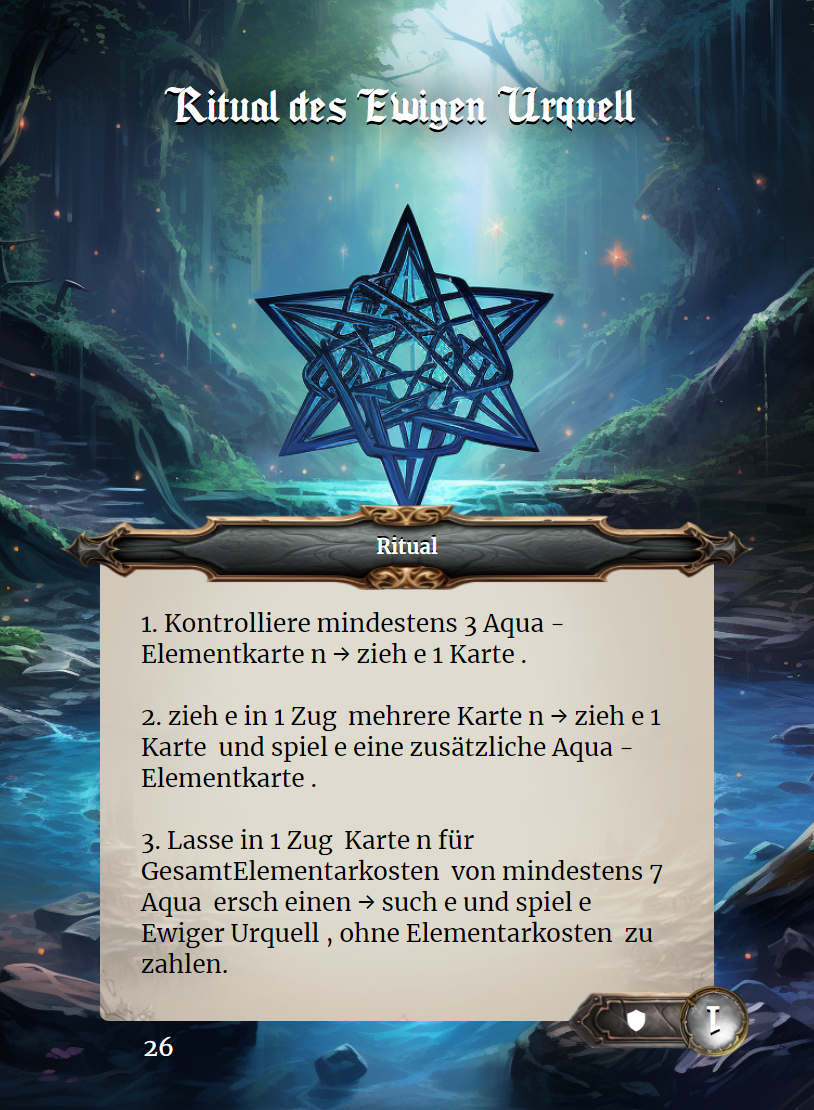 Ritual des Ewigen Urquell
Ritual
1. Kontrolliere mindestens 3 Aqua -
Elementkarte n → zieh e 1 Karte .
2. zieh e in 1 Zug  mehrere Karte n → zieh e 1
Karte  und spiel e eine zusätzliche Aqua -
Elementkarte .
3. Lasse in 1 Zug  Karte n für
GesamtElementarkosten  von mindestens 7
Aqua  ersch einen → such e und spiel e
Ewiger Urquell , ohne Elementarkosten  zu
zahlen.
1
26